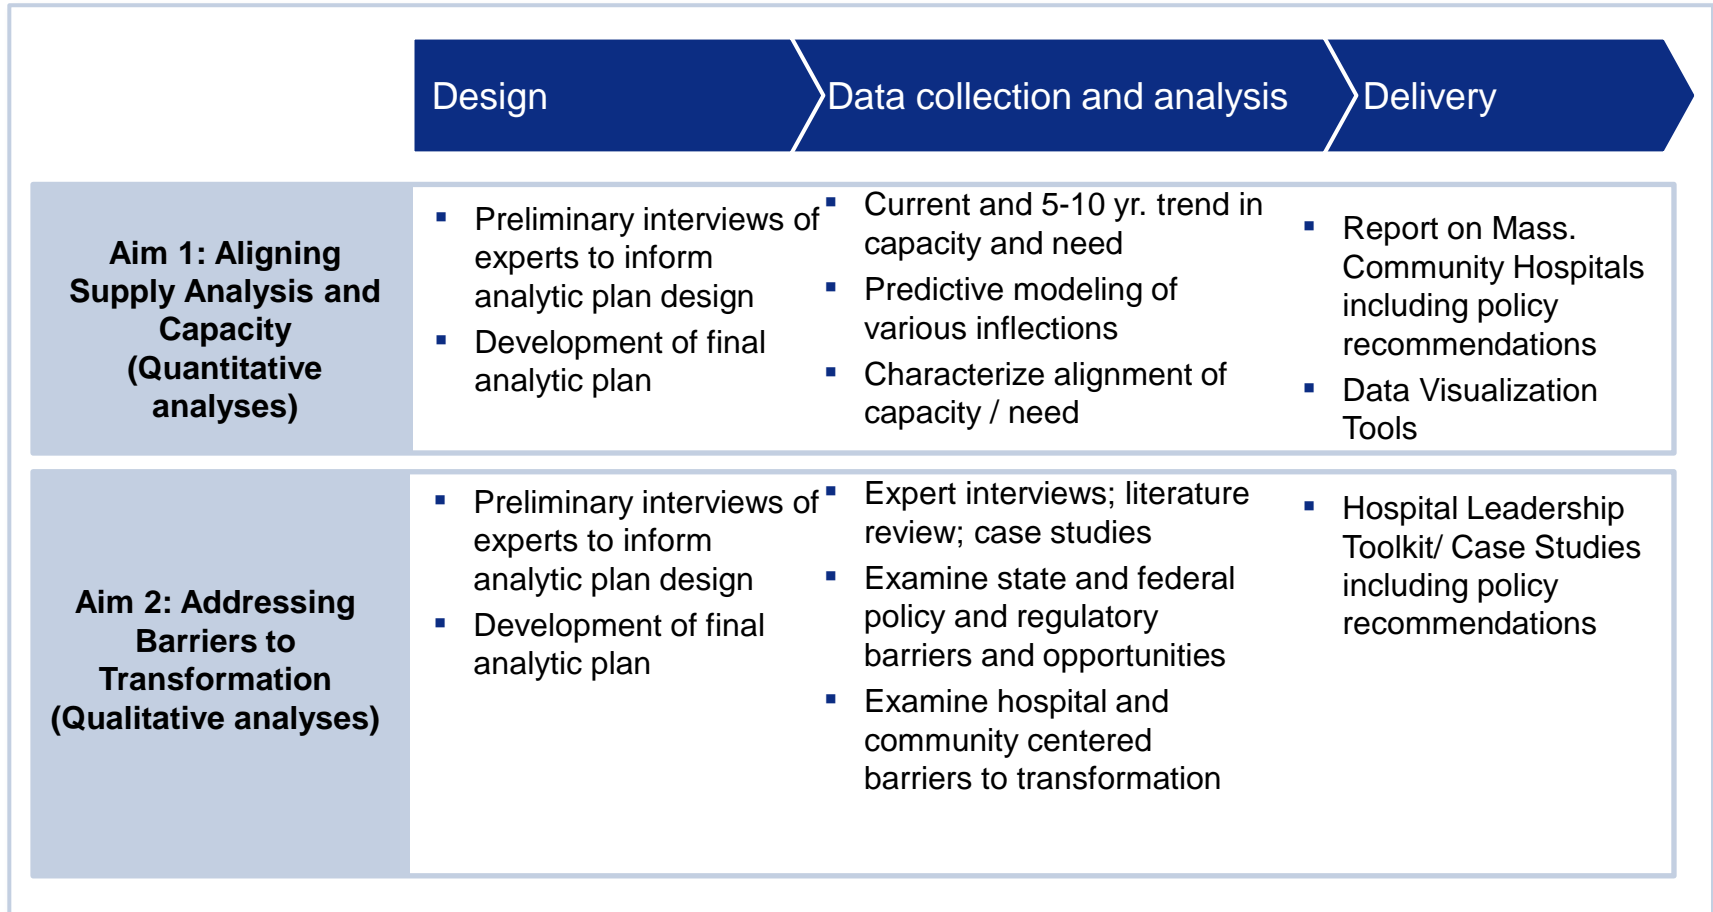 Design
Data collection and analysis
Delivery
Aim 1: Aligning
Supply Analysis and
Capacity
(Quantitative
analyses)
▪ Preliminary interviews of
experts to inform
analytic plan design
▪ Development of final
analytic plan
▪ Current and 5-10 yr. trend in
capacity and need
▪ Predictive modeling of
various inflections
▪ Characterize alignment of
capacity / need
▪ Report on Mass.
Community Hospitals
including policy
recommendations
▪ Data Visualization
Tools
Aim 2: Addressing
Barriers to
Transformation
(Qualitative analyses)
▪ Preliminary interviews of
experts to inform
analytic plan design
▪ Development of final
analytic plan
▪ Expert interviews; literature
review; case studies
▪ Examine state and federal
policy and regulatory
barriers and opportunities
▪ Examine hospital and
community centered
barriers to transformation
▪ Hospital Leadership
Toolkit/ Case Studies
including policy
recommendations